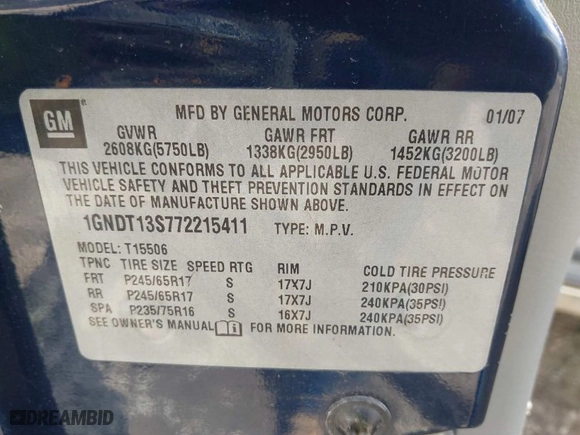 GM ®
MFD BY GENERAL MOTORS CORP. 01/07
GVWR GAWR FRT GAWR RR
2608KG(5750LB) 1338KG(2950LB) 1452KG(3200LB)
THIS VEHICLE CONFORMS TO ALL APPLICABLE U.S. FEDERAL MOTOR
VEHICLE SAFETY AND THEFT PREVENTION STANDARDS IN EFFECT ON
THE DATE OF MANUFACTURE SHOWN ABOVE.
1GNDT13S772215411 TYPE: M.P.V.
MODEL: T15506
TPNC TIRE SIZE SPEED RTG RIM COLD TIRE PRESSURE
FRT P245/65R17 S 17X7J 210KPA(30PSI)
RR P245/65R17 S 17X7J 240KPA(35PSI)
SPA P235/75R16 S 16X7J 240KPA(35PSI)
SEE OWNER'S MANUAL FOR MORE INFORMATION.
DREAMBID